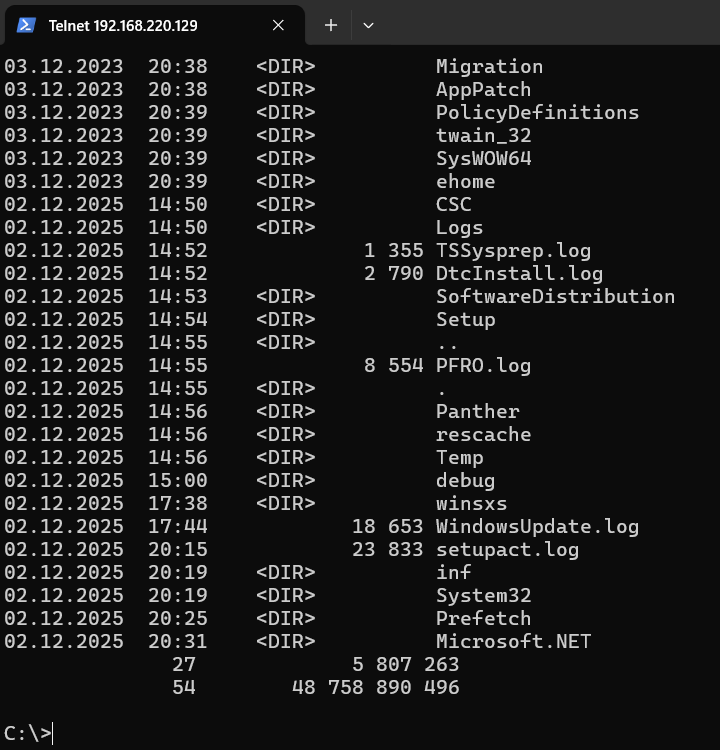 Telnet 192.168.220.129
03.12.2023  20:38    <DIR>          Migration
03.12.2023  20:38    <DIR>          AppPatch
03.12.2023  20:39    <DIR>          PolicyDefinitions
03.12.2023  20:39    <DIR>          twain_32
03.12.2023  20:39    <DIR>          SysWOW64
03.12.2023  20:39    <DIR>          ehome
02.12.2025  14:50    <DIR>          CSC
02.12.2025  14:50    <DIR>          Logs
02.12.2025  14:52             1 355 TSSysprep.log
02.12.2025  14:52             2 790 DtcInstall.log
02.12.2025  14:53    <DIR>          SoftwareDistribution
02.12.2025  14:54    <DIR>          Setup
02.12.2025  14:55    <DIR>          ..
02.12.2025  14:55             8 554 PFRO.log
02.12.2025  14:55    <DIR>          .
02.12.2025  14:56    <DIR>          Panther
02.12.2025  14:56    <DIR>          rescache
02.12.2025  14:56    <DIR>          Temp
02.12.2025  15:00    <DIR>          debug
02.12.2025  17:38    <DIR>          winsxs
02.12.2025  17:44            18 653 WindowsUpdate.log
02.12.2025  20:15            23 833 setupact.log
02.12.2025  20:19    <DIR>          inf
02.12.2025  20:19    <DIR>          System32
02.12.2025  20:25    <DIR>          Prefetch
02.12.2025  20:31    <DIR>          Microsoft.NET
              27             5 807 263
              54        48 758 890 496
C:\>